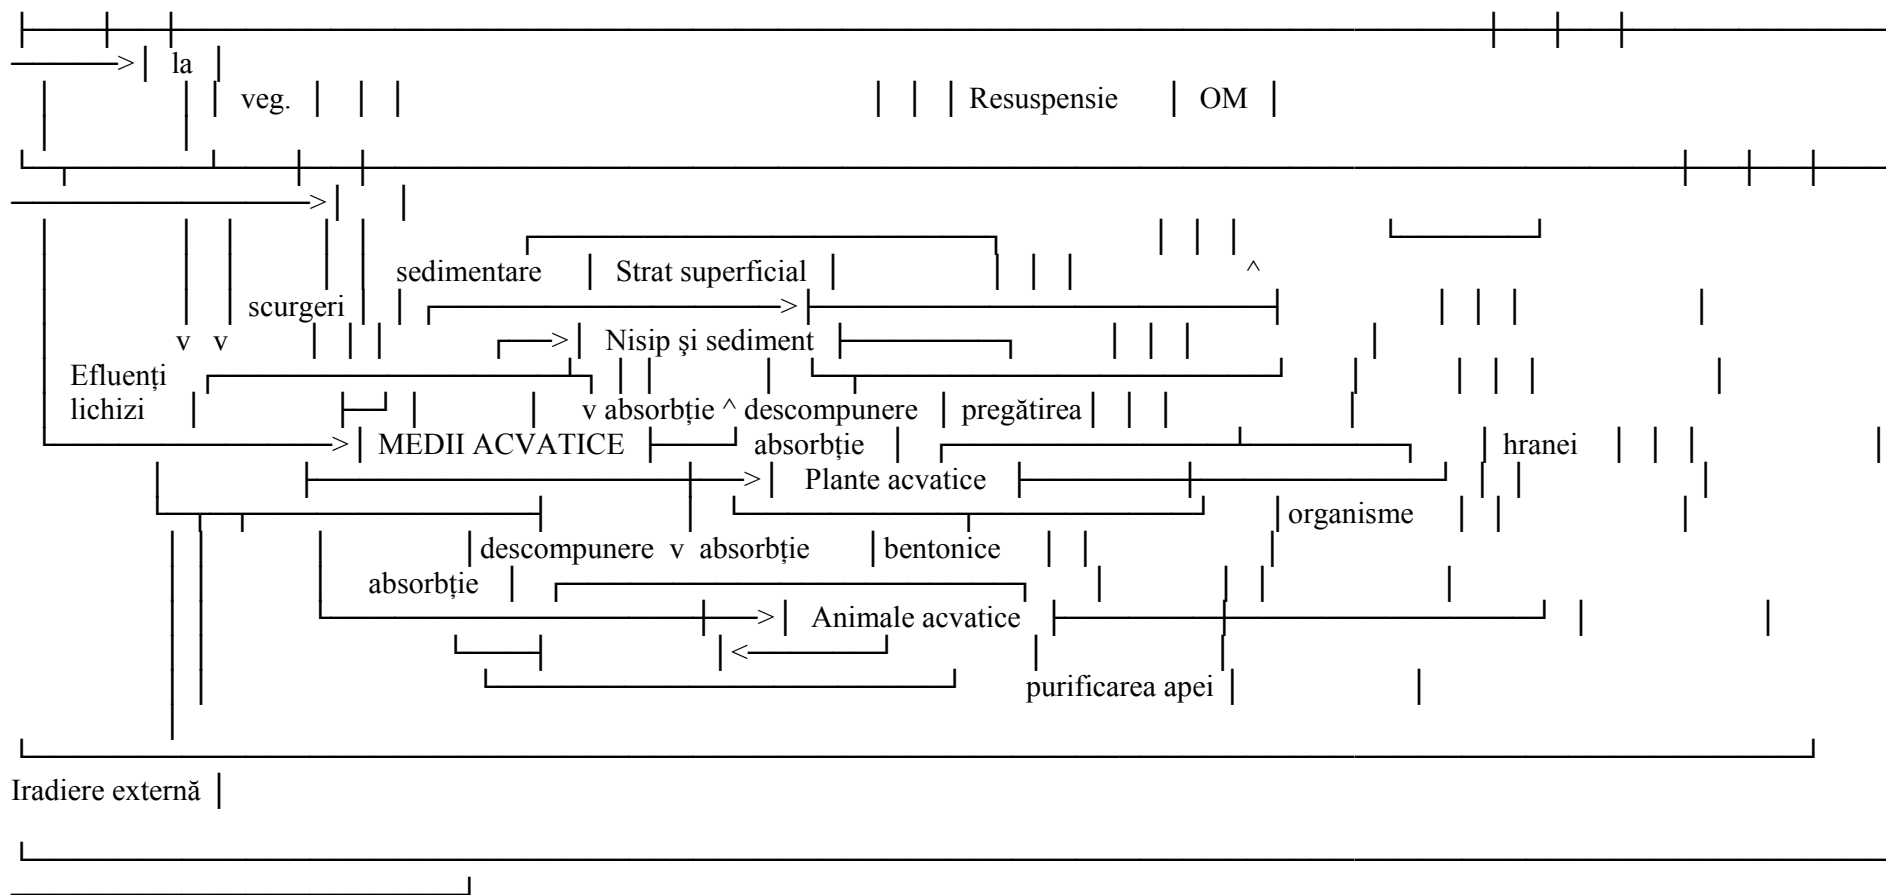 la
veg. Resuspensie OM
sedimentare Strat superficial
scurgeri
v v Nisip şi sediment
Efluenți
lichizi v absorbție ^ descompunere pregătirea
MEDII ACVATICE absorbție hranei
Plante acvatice
organisme
descompunere v absorbție bentonice
absorbție
Animale acvatice
purificarea apei
Iradiere externă